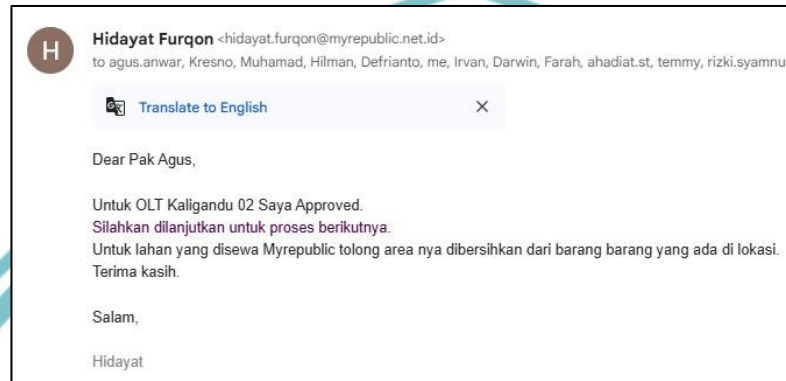 H
Hidayat Furqon <hidayat.furqon@myrepublic.net.id>
to agus.anwar, Kresno, Muhamad, Hilman, Defrianto, me, Irvan, Darwin, Farah, ahadiat.st, temmy, rizki.syamnu
Translate to English
Dear Pak Agus,
Untuk OLT Kaligandu 02 Saya Approved.
Silahkan dilanjutkan untuk proses berikutnya.
Untuk lahan yang disewa Myrepublic tolong area nya dibersihkan dari barang barang yang ada di lokasi.
Terima kasih.
Salam,
Hidayat